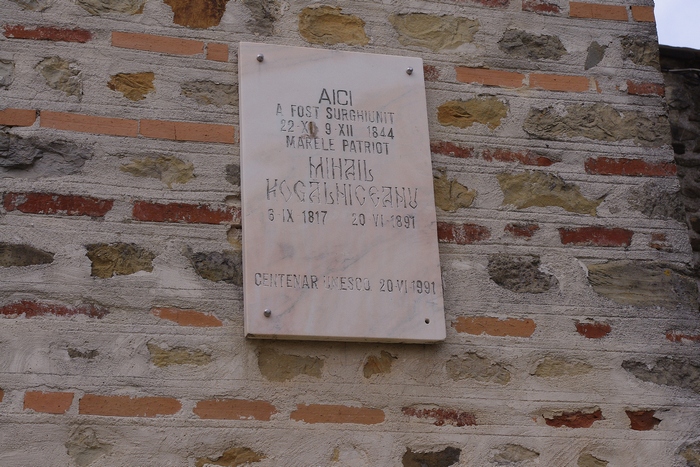 AICI
A FOST SURGHIUNIT
22-XI 9-XII 1844
MARELE PATRIOT
MIHAIL
KOGALNICEANU
6 IX 1817 20 VI 1891
CENTENAR UNESCO 20-VI-1991